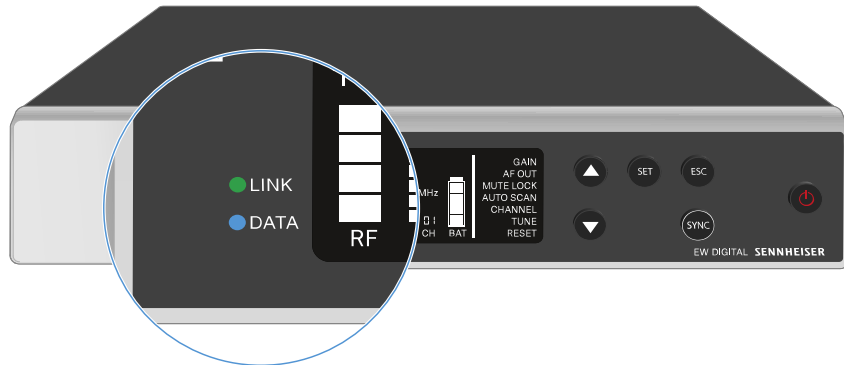 LINK
DATA
RF
MHz
01
CH
BAT
GAIN
AF OUT
MUTE LOCK
AUTO SCAN
CHANNEL
TUNE
RESET
SET
ESC
SYNC
EW DIGITAL SENNHEISER